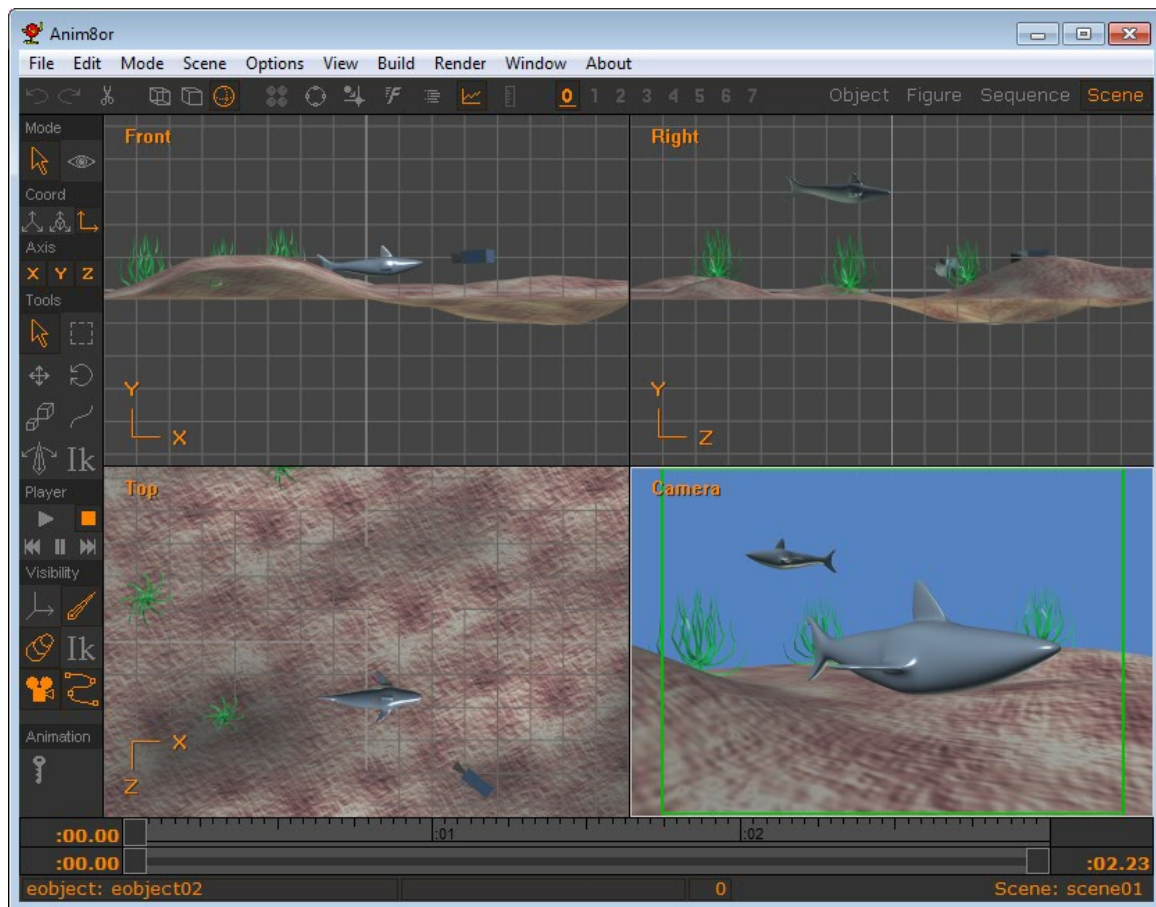 Anim8or
File Edit Mode Scene Options View Build Render Window About
0 1 2 3 4 5 6 7 Object Figure Sequence Scene
Mode
Coord
Axis
X Y Z
Tools
Ik
Player
Visibility
Ik
Animation
Front
Y
X
Right
Y
Z
Top
X
Z
Camera
:00.00 :01 :02
:00.00 :02.23
eobject: eobject02 0 Scene: scene01